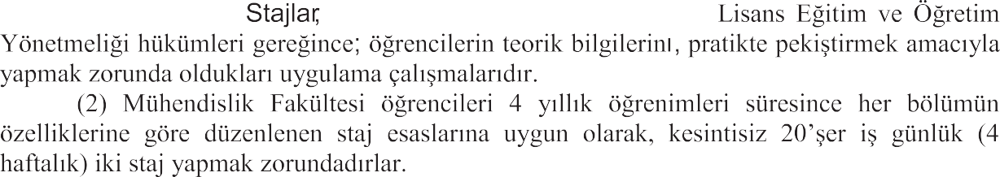 Stajlar; Lisans Eğitim ve Öğretim
Yönetmeliği hükümleri gereğince; öğrencilerin teorik bilgilerini, pratikte pekiştirmek amacıyla
yapmak zorunda oldukları uygulama çalışmalarıdır.
(2) Mühendislik Fakültesi öğrencileri 4 yıllık öğrenimleri süresince her bölümün
özelliklerine göre düzenlenen staj esaslarına uygun olarak, kesintisiz 20’şer iş günlük (4
haftalık) iki staj yapmak zorundadırlar.